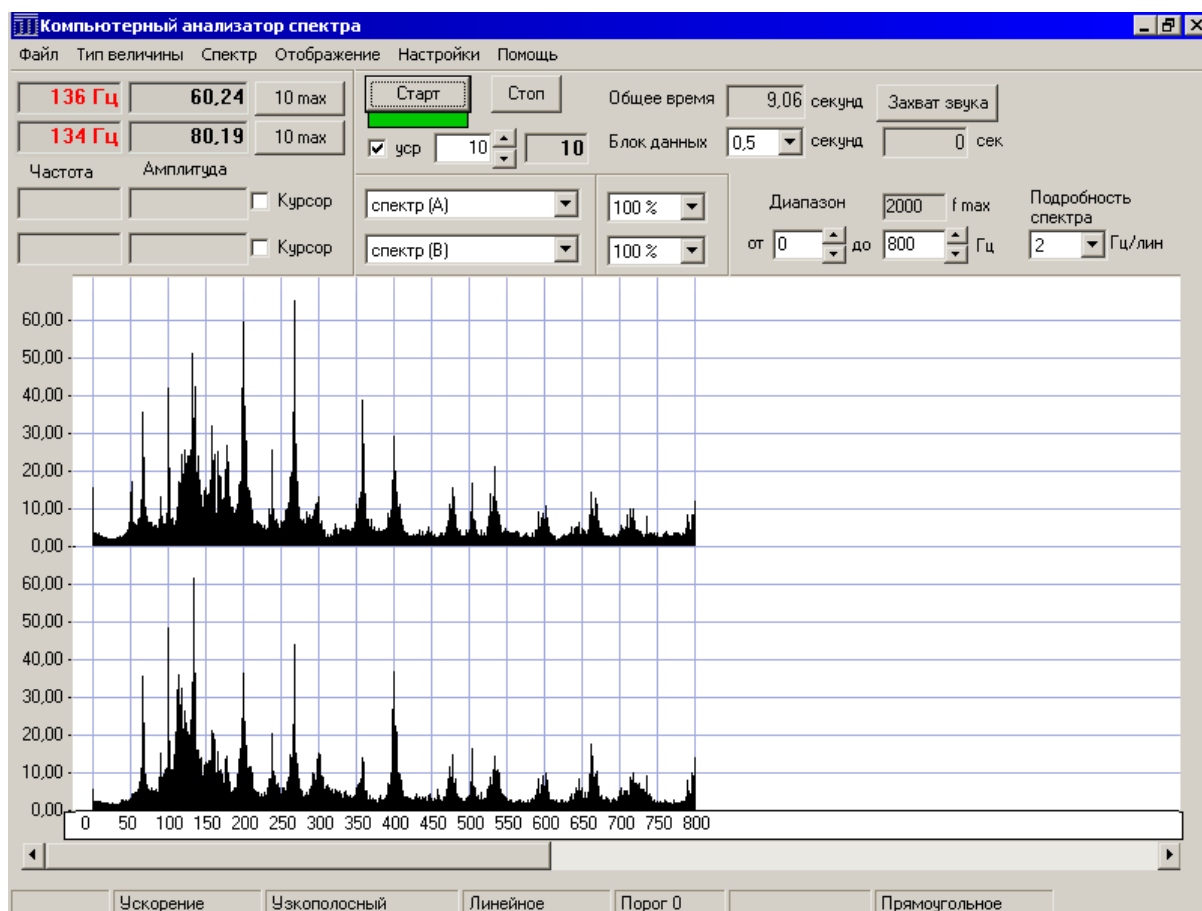 Компьютерный анализатор спектра
Файл Тип величины Спектр Отображение Настройки Помощь
136 Гц 60,24 10 max Старт Стоп Общее время 9,06 секунд Захват звука
134 Гц 80,19 10 max уср 10 10 Блок данных 0,5 секунд 0 сек
Частота Амплитуда
Курсор спектр (А) 100 % Диапазон 2000 f max Подробность спектра
Курсор спектр (В) 100 % от 0 до 800 Гц 2 Гц/лин
60,00
50,00
40,00
30,00
20,00
10,00
0,00
60,00
50,00
40,00
30,00
20,00
10,00
0,00
0 50 100 150 200 250 300 350 400 450 500 550 600 650 700 750 800
Ускорение Узкополосный Линейное Порог 0 Прямоугольное